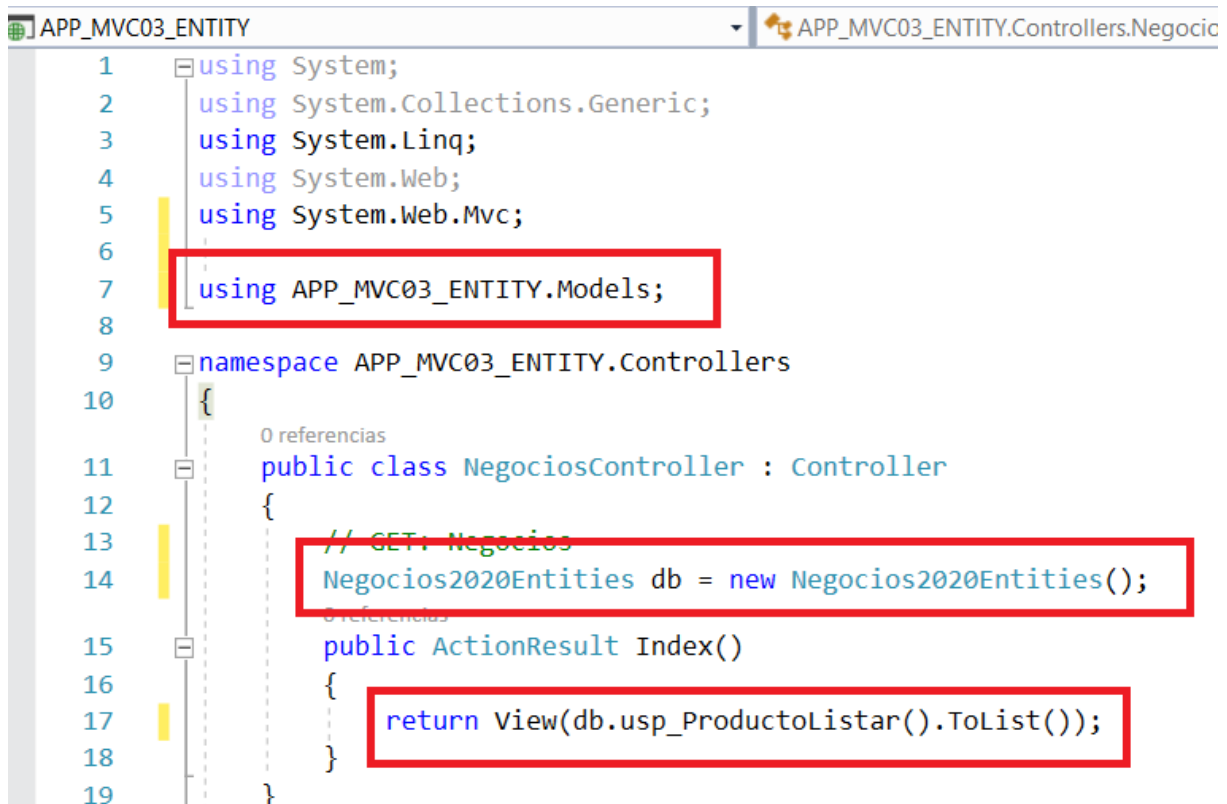 APP_MVC03_ENTITY
APP_MVC03_ENTITY.Controllers.Negocio
1 using System;
2 using System.Collections.Generic;
3 using System.Linq;
4 using System.Web;
5 using System.Web.Mvc;
6
7 using APP_MVC03_ENTITY.Models;
8
9 namespace APP_MVC03_ENTITY.Controllers
10 {
0 referencias
11 public class NegociosController : Controller
12 {
13 // GET: Negocios
14 Negocios2020Entities db = new Negocios2020Entities();
0 referencias
15 public ActionResult Index()
16 {
17 return View(db.usp_ProductoListar().ToList());
18 }
19 }